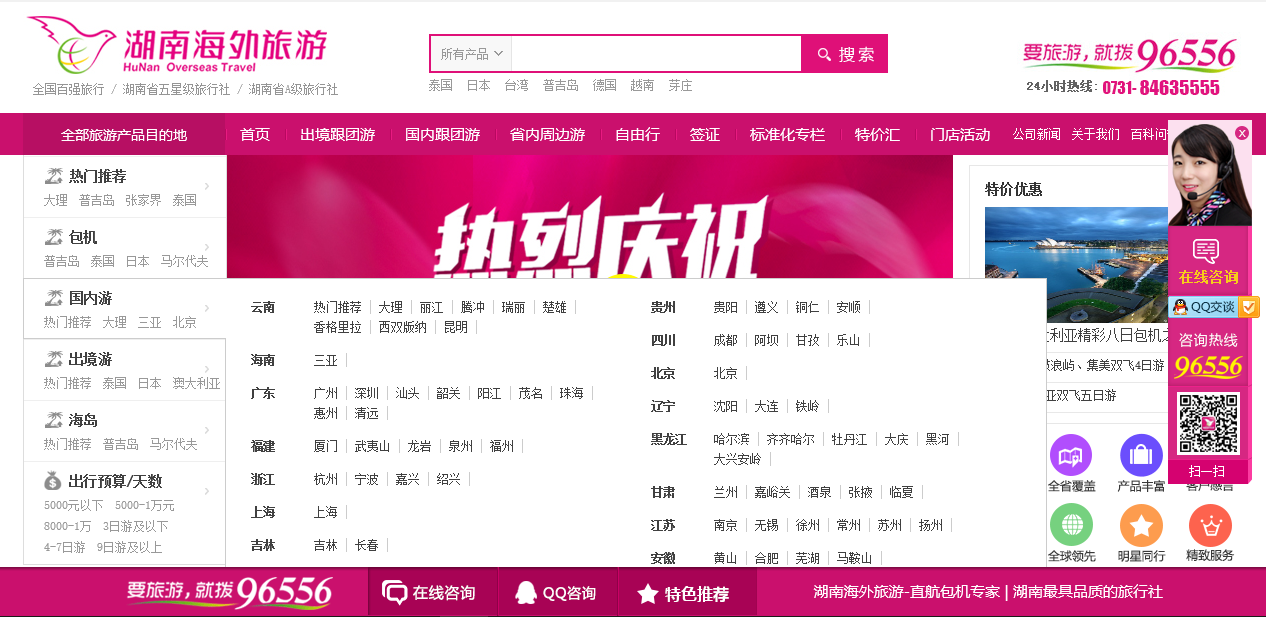 湖南海外旅游
HuNan Overseas Travel
全国百强旅行 / 湖南省五星级旅行社 / 湖南省A级旅行社
所有产品
搜索
泰国 日本 台湾 普吉岛 德国 越南 芽庄
要旅游,就拨96556
24小时热线: 0731-84635555
全部旅游产品目的地 首页 出境跟团游 国内跟团游 省内周边游 自由行 签证 标准化专栏 特价汇 门店活动 公司新闻 关于我们 百科问
热门推荐
大理 普吉岛 张家界 泰国
包机
普吉岛 泰国 日本 马尔代夫
国内游
热门推荐 大理 三亚 北京
出境游
热门推荐 泰国 日本 澳大利亚
海岛
热门推荐 普吉岛 马尔代夫
出行预算/天数
5000元以下 5000-1万元
8000-1万 3日游及以下
4-7日游 9日游及以上
热烈庆祝
云南 热门推荐 大理 丽江 腾冲 瑞丽 楚雄
香格里拉 西双版纳 昆明
海南 三亚
广东 广州 深圳 汕头 韶关 阳江 茂名 珠海
惠州 清远
福建 厦门 武夷山 龙岩 泉州 福州
浙江 杭州 宁波 嘉兴 绍兴
上海 上海
吉林 吉林 长春
贵州 贵阳 遵义 铜仁 安顺
四川 成都 阿坝 甘孜 乐山
北京 北京
辽宁 沈阳 大连 铁岭
黑龙江 哈尔滨 齐齐哈尔 牡丹江 大庆 黑河
大兴安岭
甘肃 兰州 嘉峪关 酒泉 张掖 临夏
江苏 南京 无锡 徐州 常州 苏州 扬州
安徽 黄山 合肥 芜湖 马鞍山
特价优惠
利亚精彩八日包机
浪屿、集美双飞4日游
亚双飞五日游
全省覆盖 产品丰富 客户感言
全球领先 明星同行 精致服务
在线咨询
QQ交谈
咨询热线
96556
扫一扫
要旅游,就拨96556
在线咨询
QQ咨询
特色推荐
湖南海外旅游-直航包机专家 | 湖南最具品质的旅行社